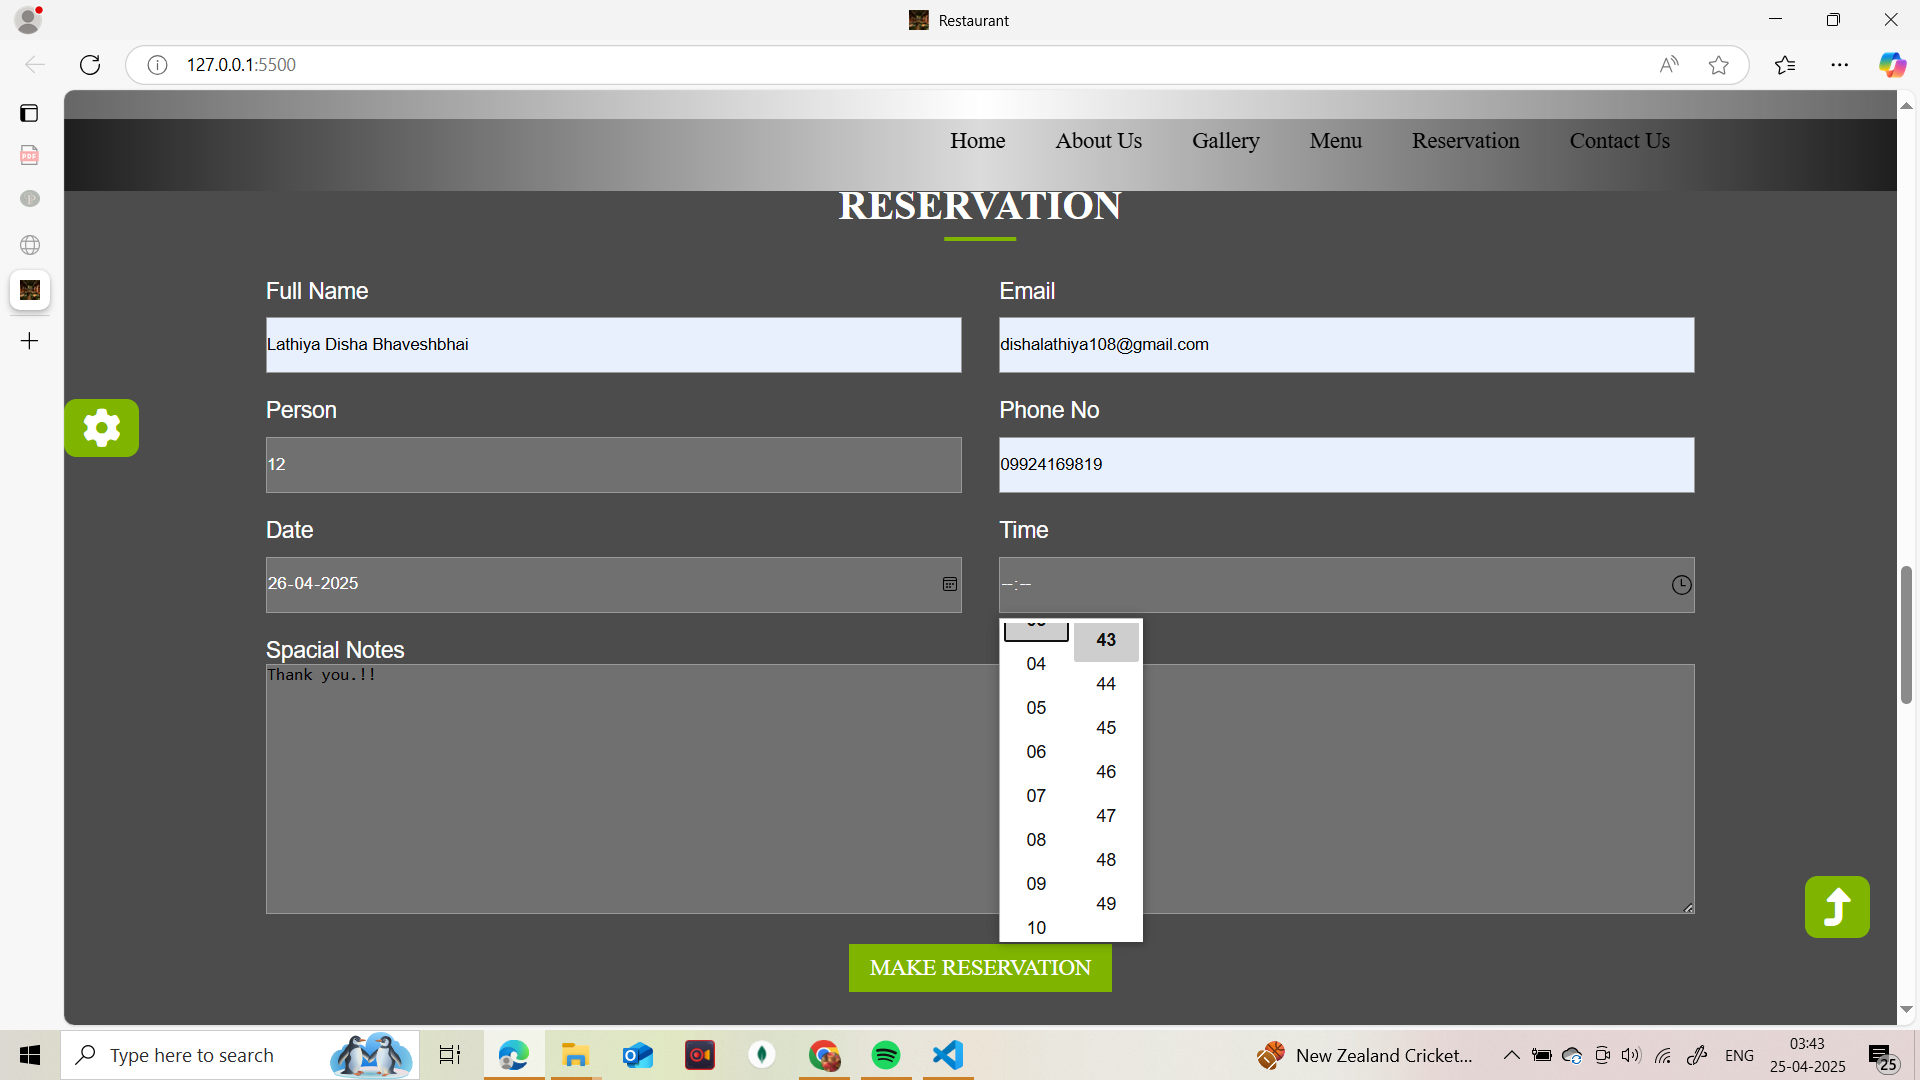 Restaurant
127.0.0.1:5500
Home About Us Gallery Menu Reservation Contact Us
RESERVATION
Full Name Email
Lathiya Disha Bhaveshbhai dishalathiya108@gmail.com
Person Phone No
12 09924169819
Date Time
26-04-2025 --:--
Spacial Notes
Thank you.!!
43
04 44
05 45
06 46
07 47
08 48
09 49
10
MAKE RESERVATION
Type here to search
New Zealand Cricket...
ENG
03:43
25-04-2025
25
PDF